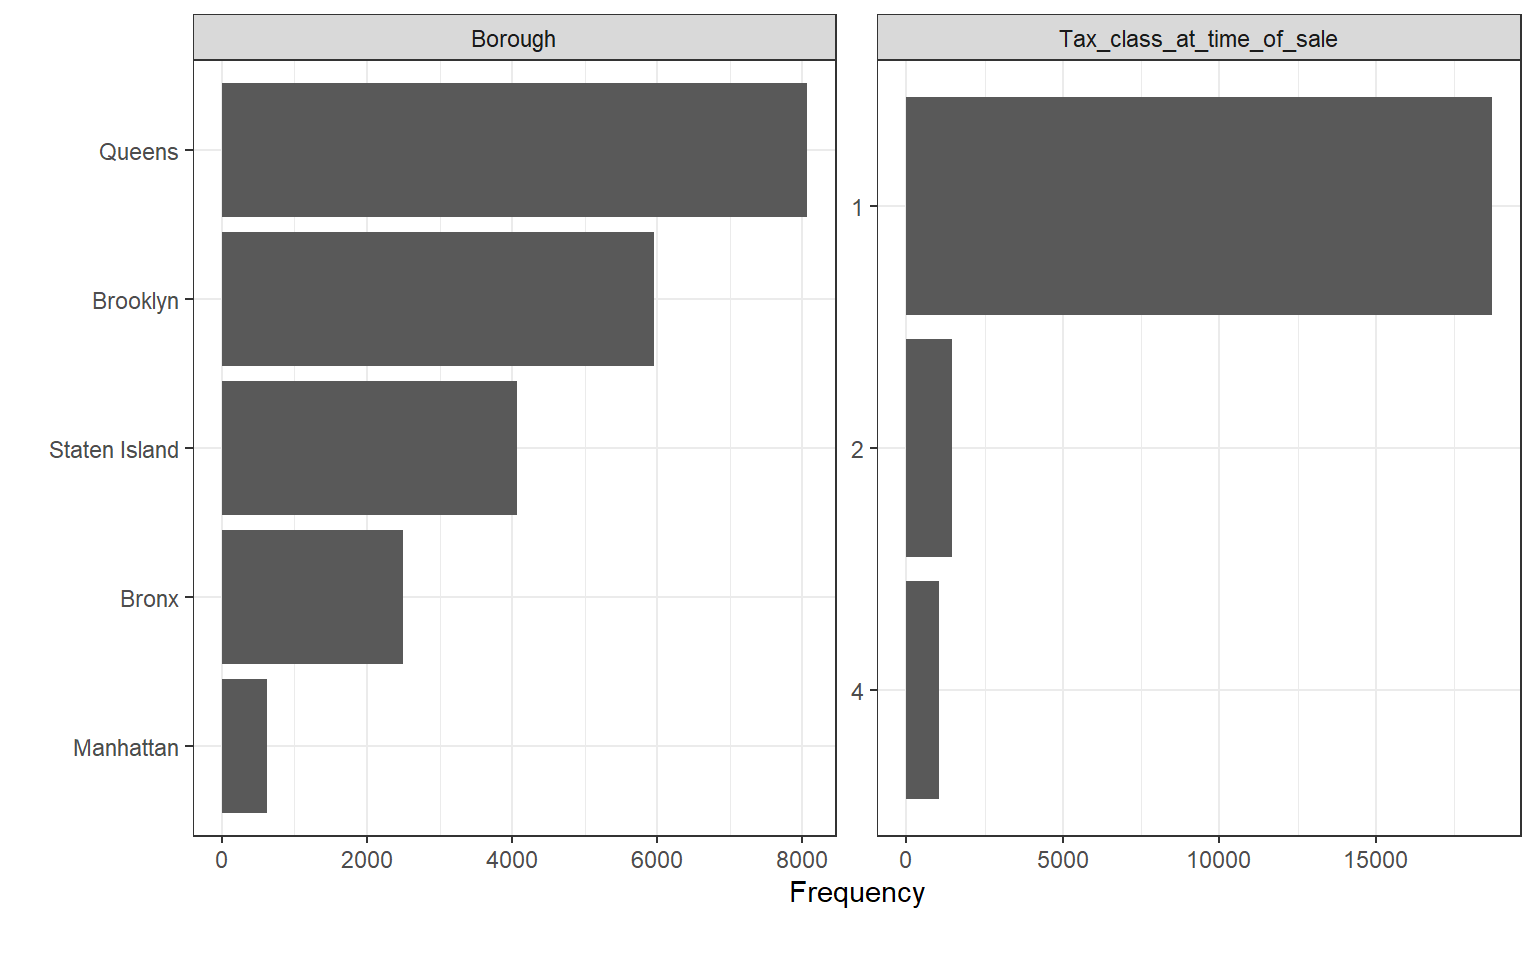 Borough
Tax_class_at_time_of_sale
Queens
Brooklyn
Staten Island
Bronx
Manhattan
0 2000 4000 6000 8000
1
2
4
0 5000 10000 15000
Frequency